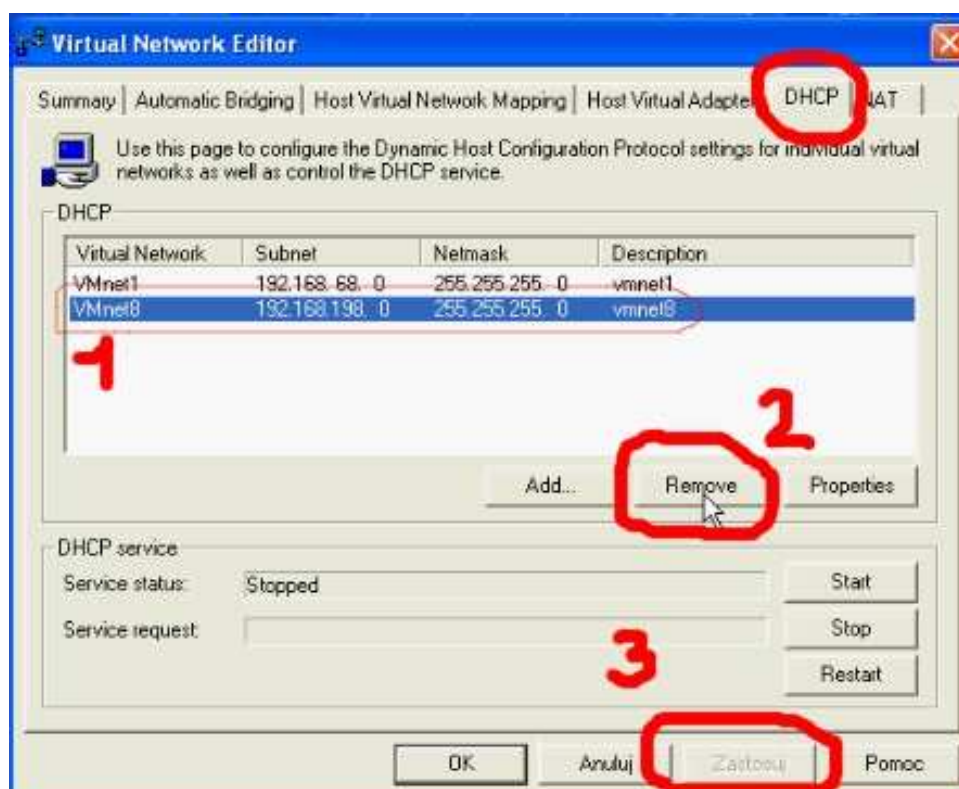 Virtual Network Editor
Summary Automatic Bridging Host Virtual Network Mapping Host Virtual Adapte DHCP NAT
Use this page to configure the Dynamic Host Configuration Protocol settings for individual virtual
networks as well as control the DHCP service.
DHCP
Virtual Network Subnet Netmask Description
VMnet1 192.168. 68. 0 255.255.255. 0 vmnet1
VMnet8 192.168.198. 0 255.255.255. 0 vmnet8
1
2
Add... Remove Properties
DHCP service
Service status: Stopped Start
Service request: Stop
3
Restart
OK Anuluj Zastosuj Pomoc